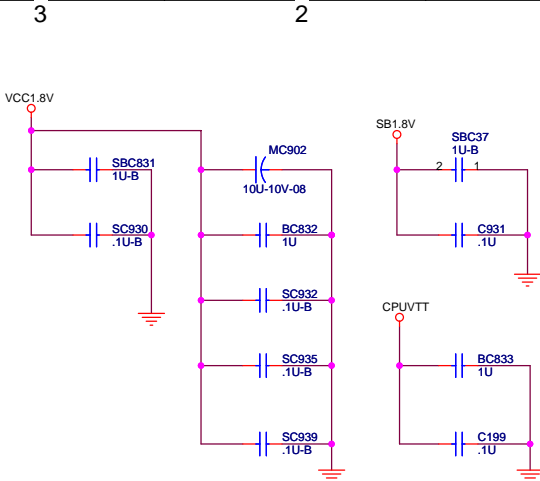 3
2
VCC1.8V
SBC831
1U-B
SC930
.1U-B
MC902
10U-10V-08
BC832
1U
SC932
.1U-B
SC935
.1U-B
SC939
.1U-B
SB1.8V
SBC37
1U-B
2 1
C931
.1U
CPUVTT
BC833
1U
C199
.1U